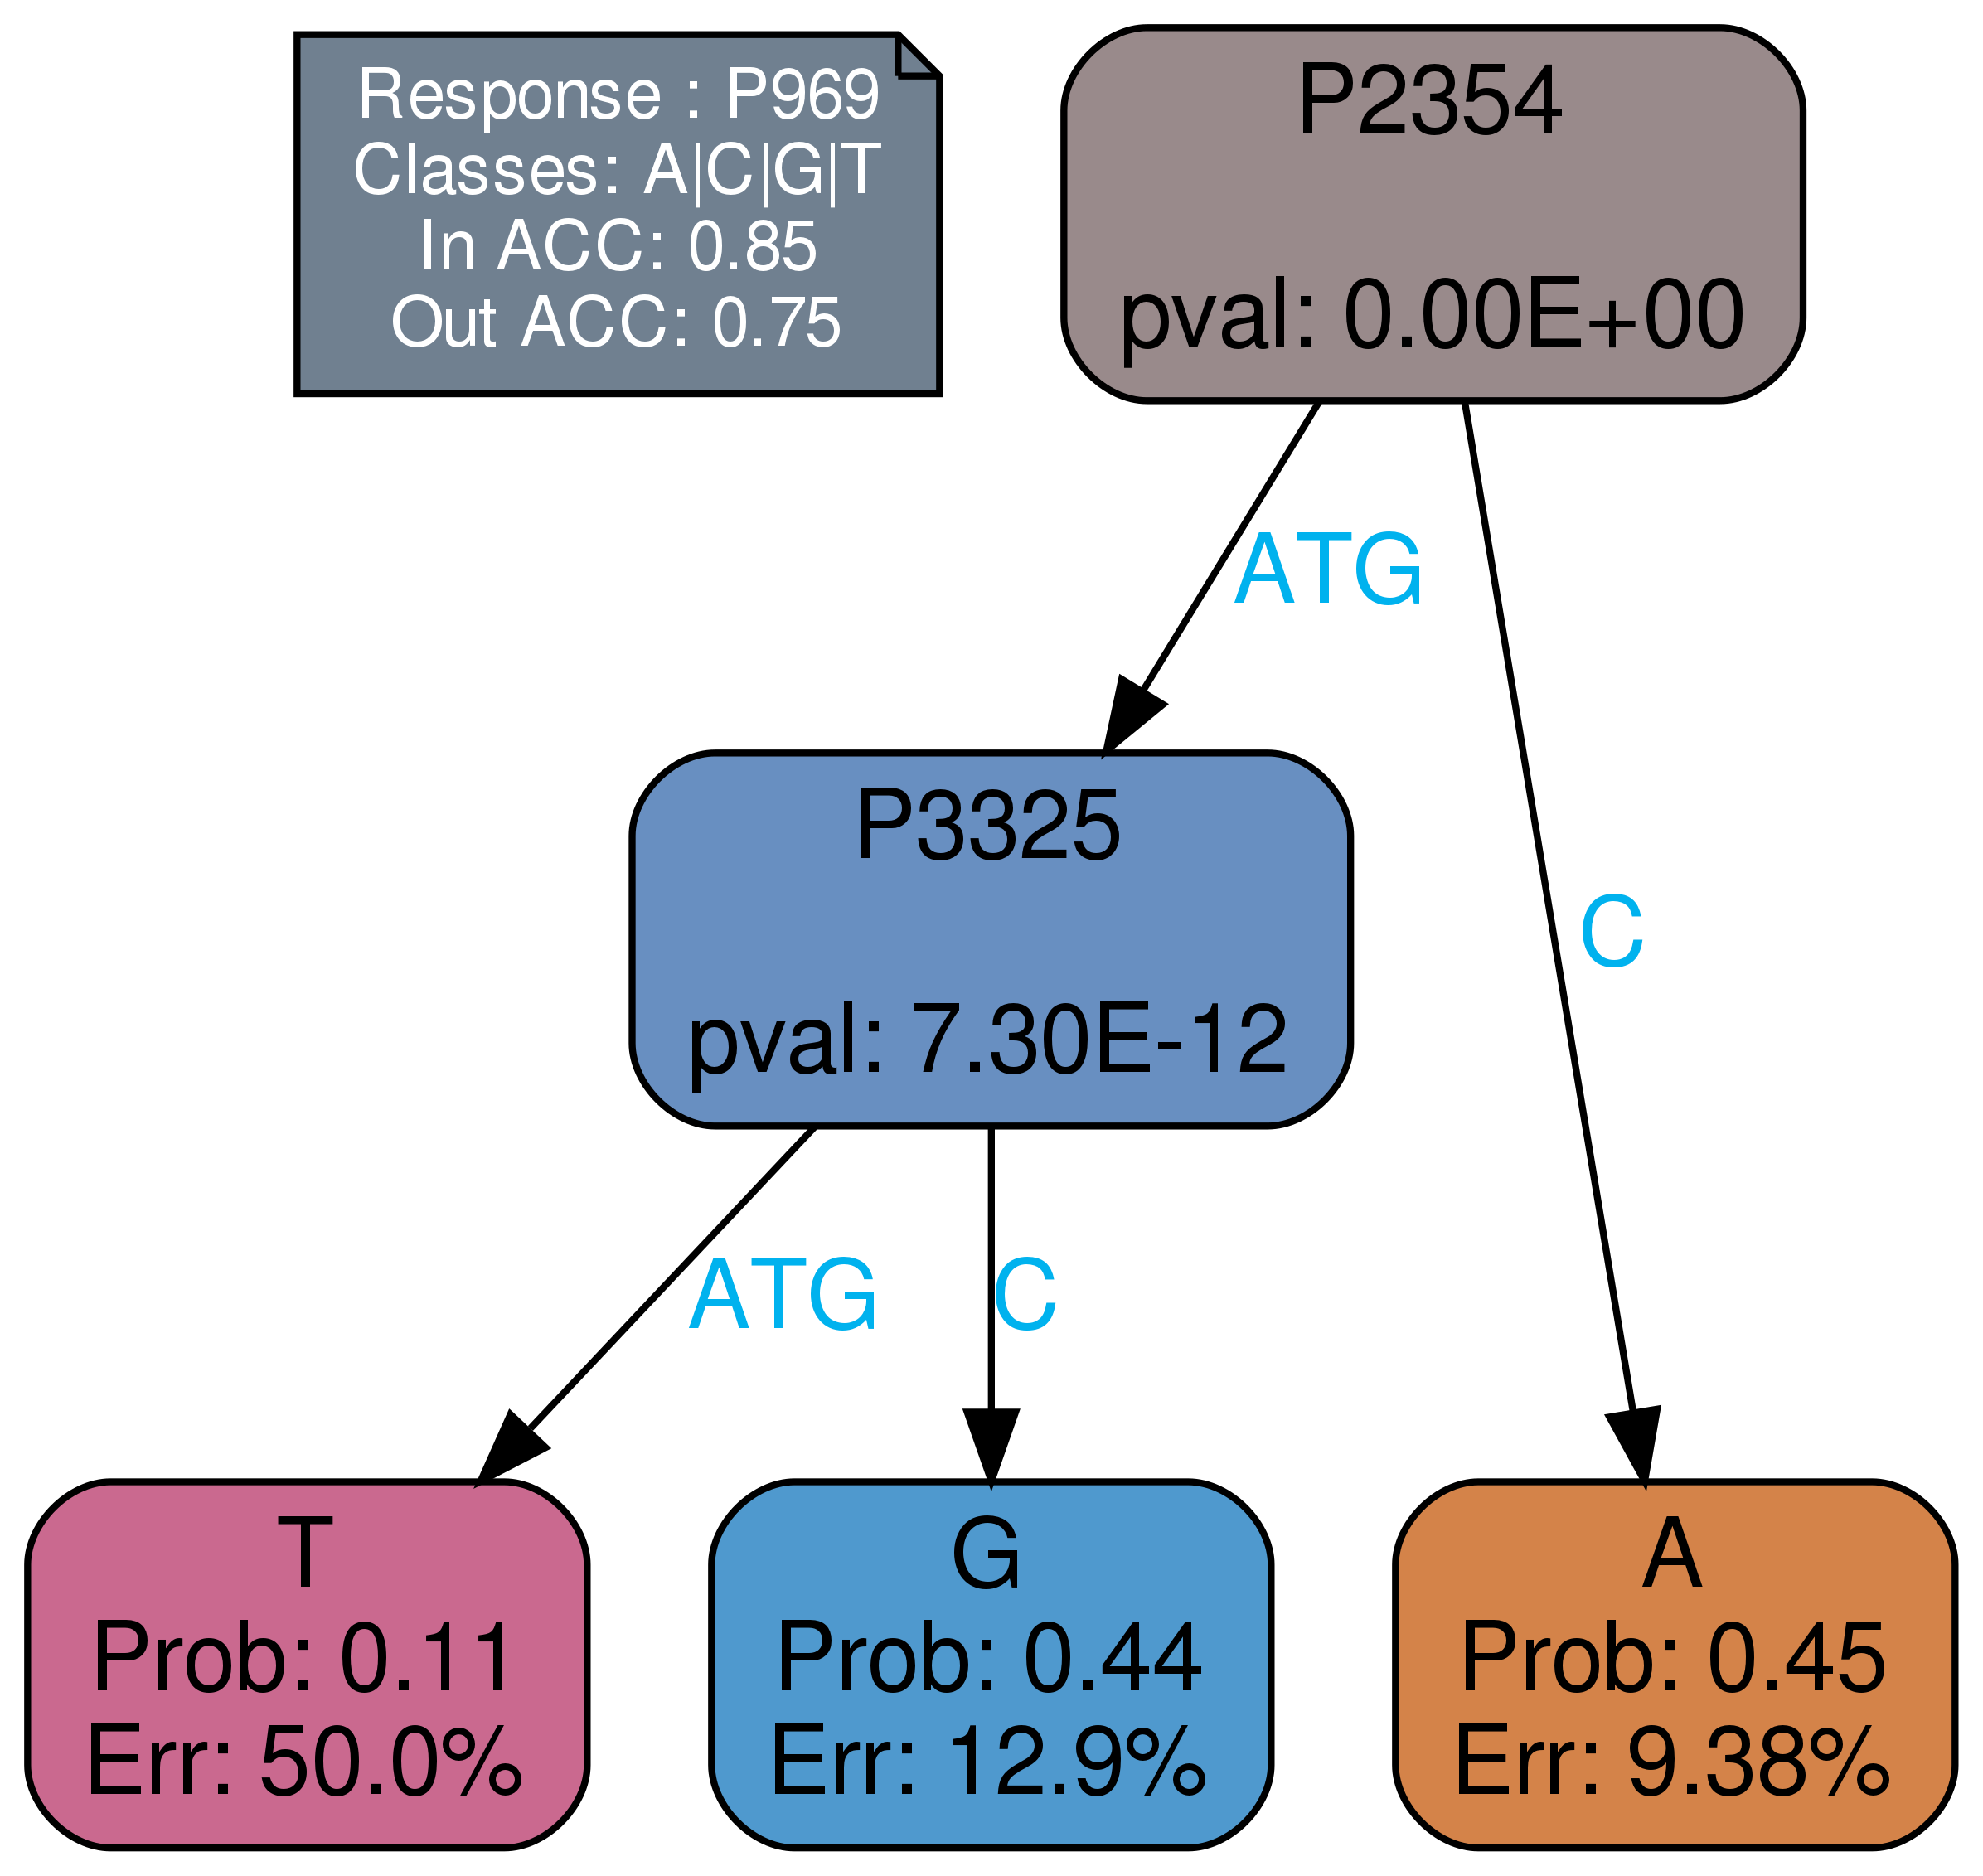 Response : P969
Classes: A|C|G|T
In ACC: 0.85
Out ACC: 0.75
P2354
pval: 0.00E+00
ATG
C
P3325
pval: 7.30E-12
ATG
C
T
Prob: 0.11
Err: 50.0%
G
Prob: 0.44
Err: 12.9%
A
Prob: 0.45
Err: 9.38%